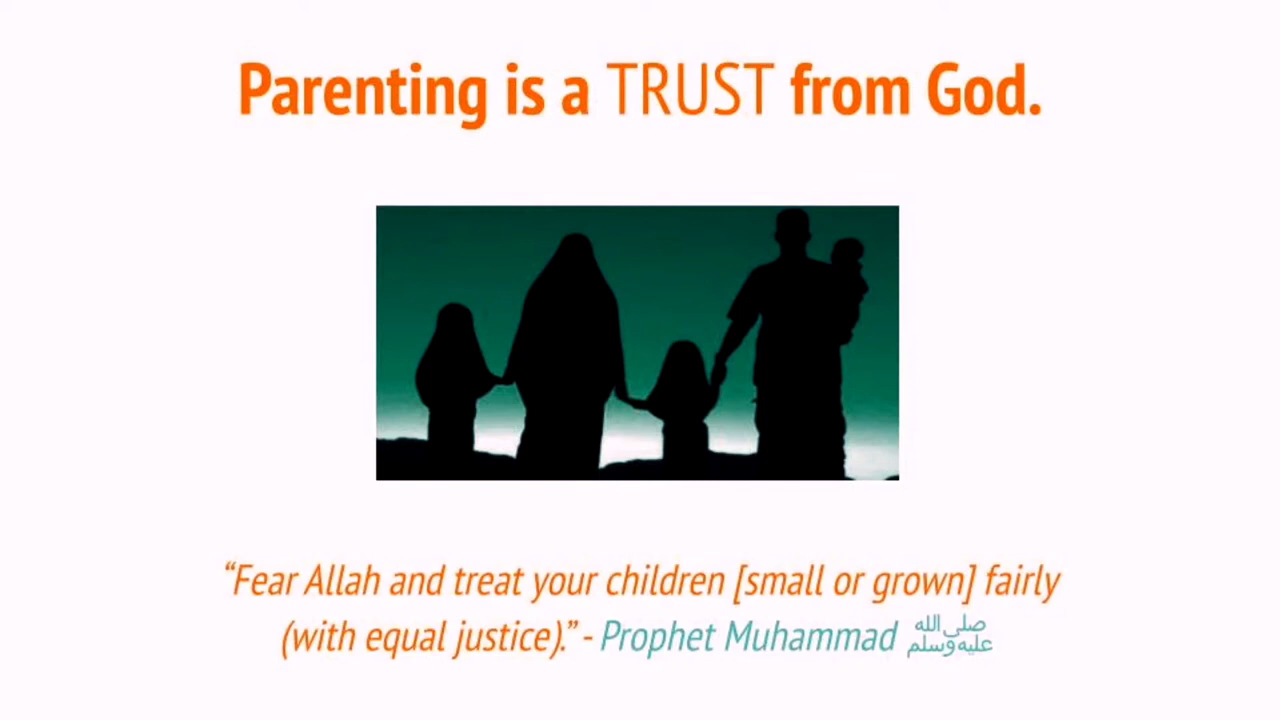 Parenting is a TRUST from God.
“Fear Allah and treat your children [small or grown] fairly
(with equal justice).” - Prophet Muhammad صلى الله عليه وسلم